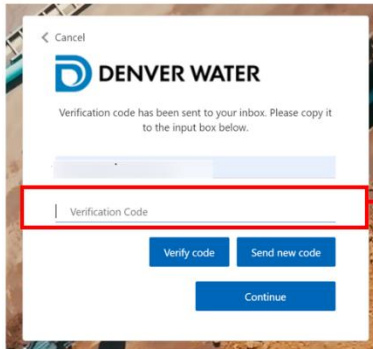 Cancel
DENVER WATER
Verification code has been sent to your inbox. Please copy it
to the input box below.
Verification Code
Verify code
Send new code
Continue